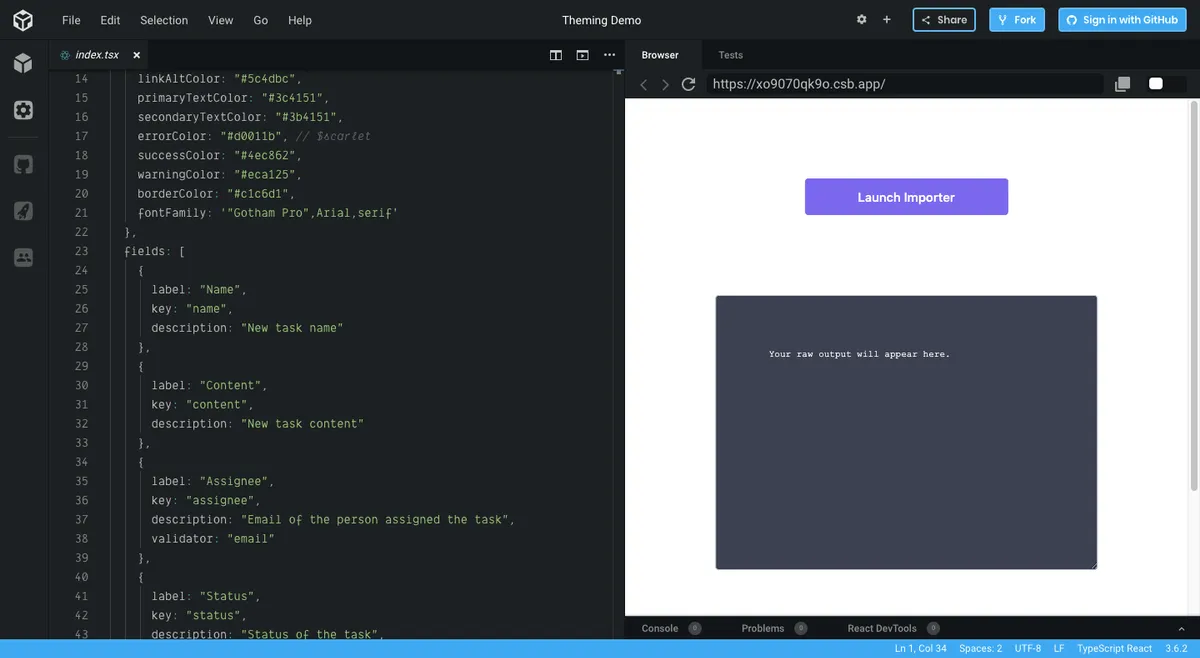 File Edit Selection View Go Help
Theming Demo
Share Fork Sign in with GitHub
index.tsx
14 linkAltColor: "#5c4dbc",
15 primaryTextColor: "#3c4151",
16 secondaryTextColor: "#3b4151",
17 errorColor: "#d0011b", // $scarlet
18 successColor: "#4ec862",
19 warningColor: "#eca125",
20 borderColor: "#c1c6d1",
21 fontFamily: '"Gotham Pro",Arial,serif'
22 },
23 fields: [
24 {
25 label: "Name",
26 key: "name",
27 description: "New task name"
28 },
29 {
30 label: "Content",
31 key: "content",
32 description: "New task content"
33 },
34 {
35 label: "Assignee",
36 key: "assignee",
37 description: "Email of the person assigned the task",
38 validator: "email"
39 },
40 {
41 label: "Status",
42 key: "status",
43 description: "Status of the task",
Browser Tests
https://xo9070qk9o.csb.app/
Launch Importer
Your raw output will appear here.
Console 0 Problems 0 React DevTools 0
Ln 1, Col 34 Spaces: 2 UTF-8 LF TypeScript React 3.6.2